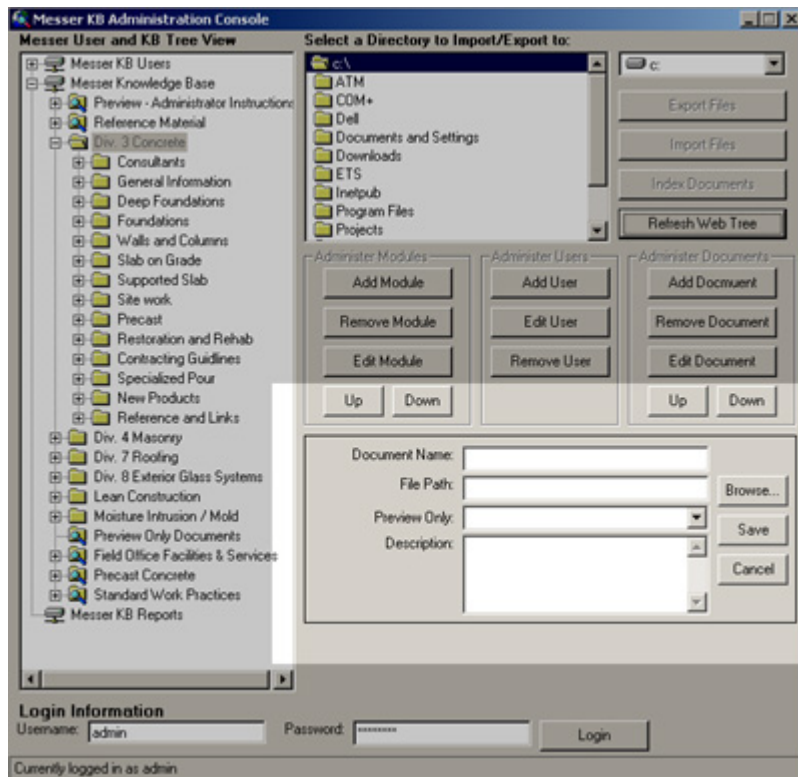 Messer KB Administration Console
Messer User and KB Tree View
Messer KB Users
Messer Knowledge Base
Preview - Administrator Instructions
Reference Material
Div. 3 Concrete
Consultants
General Information
Deep Foundations
Foundations
Walls and Columns
Slab on Grade
Supported Slab
Site work
Precast
Restoration and Rehab
Contracting Guidlines
Specialized Pour
New Products
Reference and Links
Div. 4 Masonry
Div. 7 Roofing
Div. 8 Exterior Glass Systems
Lean Construction
Moisture Intrusion / Mold
Preview Only Documents
Field Office Facilities & Services
Precast Concrete
Standard Work Practices
Messer KB Reports
Select a Directory to Import/Export to:
c:\
ATM
COM+
Dell
Documents and Settings
Downloads
ETS
Inetpub
Program Files
Projects
c:
Export Files
Import Files
Index Documents
Refresh Web Tree
Administer Modules
Add Module
Remove Module
Edit Module
Up Down
Administer Users
Add User
Edit User
Remove User
Administer Documents
Add Docmuent
Remove Document
Edit Document
Up Down
Document Name:
File Path:
Browse...
Preview Only:
Save
Description:
Cancel
Login Information
Username: admin Password: ******** Login
Currently logged in as admin